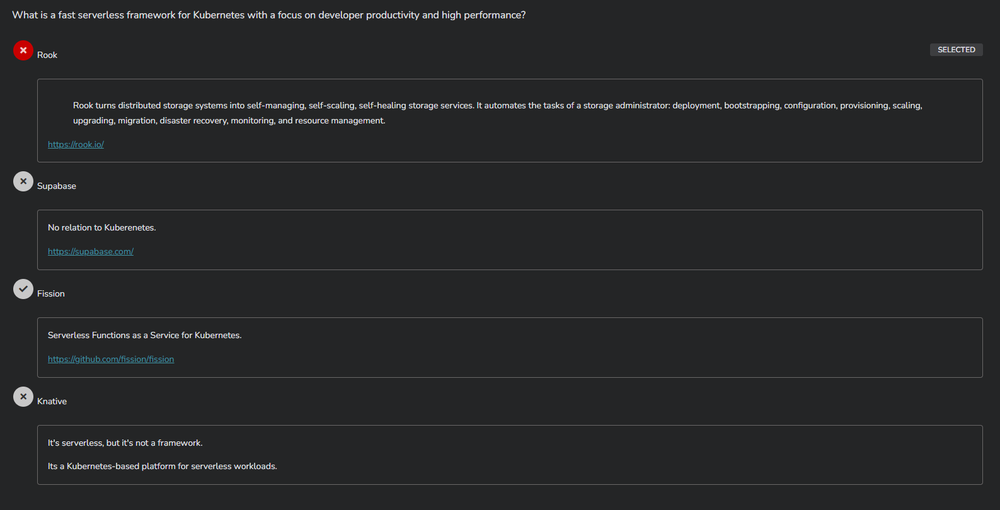 What is a fast serverless framework for Kubernetes with a focus on developer productivity and high performance?
Rook
SELECTED
Rook turns distributed storage systems into self-managing, self-scaling, self-healing storage services. It automates the tasks of a storage administrator: deployment, bootstrapping, configuration, provisioning, scaling,
upgrading, migration, disaster recovery, monitoring, and resource management.
https://rook.io/
Supabase
No relation to Kuberenetes.
https://supabase.com/
Fission
Serverless Functions as a Service for Kubernetes.
https://github.com/fission/fission
Knative
It's serverless, but it's not a framework.
Its a Kubernetes-based platform for serverless workloads.